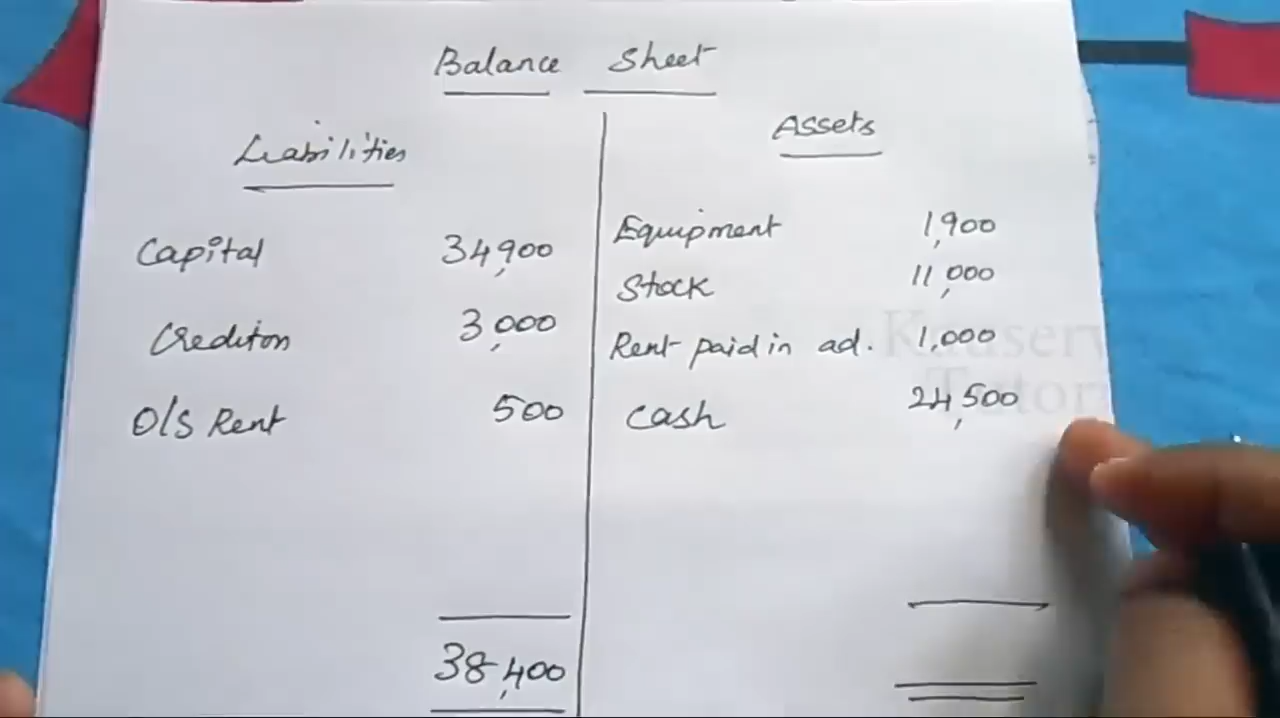 Balance Sheet
Liabilities
Capital 34,900
Creditors 3,000
O/S Rent 500
38,400
Assets
Equipment 1,900
Stock 11,000
Rent paid in ad. 1,000
Cash 24,500